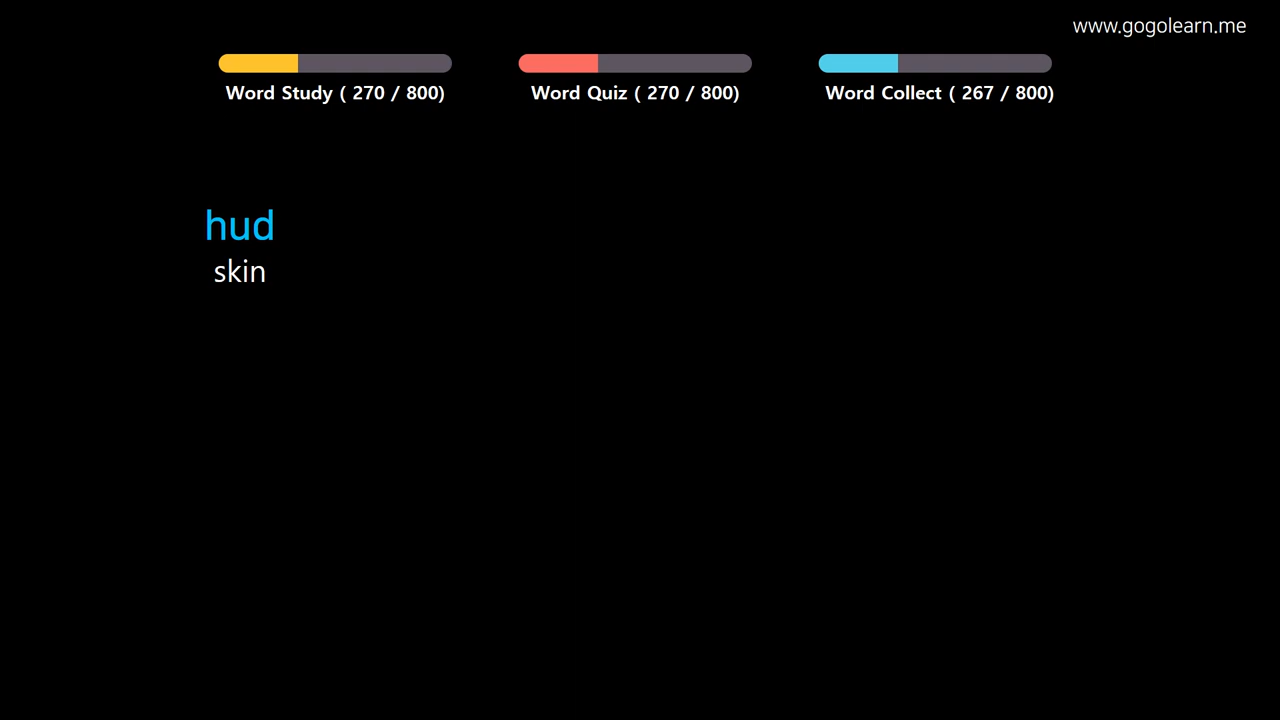 www.gogolearn.me
Word Study ( 270 / 800)
Word Quiz ( 270 / 800)
Word Collect ( 267 / 800)
hud
skin